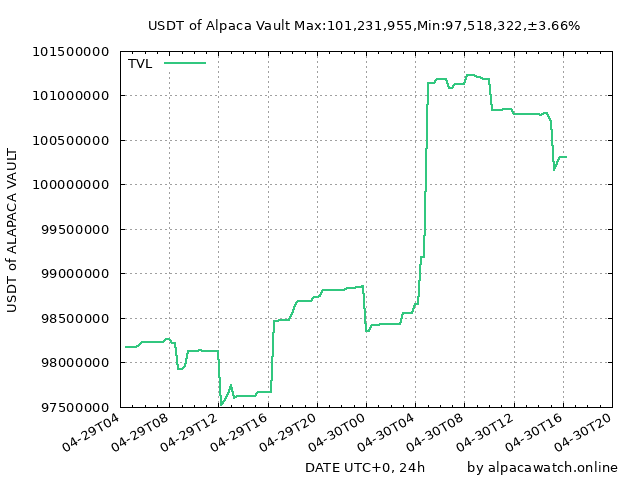 USDT of Alpaca Vault Max:101,231,955,Min:97,518,322,±3.66%
TVL
101500000
101000000
100500000
100000000
99500000
99000000
98500000
98000000
97500000
USDT of ALAPACA VAULT
04-29T04
04-29T08
04-29T12
04-29T16
04-29T20
04-30T00
04-30T04
04-30T08
04-30T12
04-30T16
04-30T20
DATE UTC+0, 24h
by alpacawatch.online